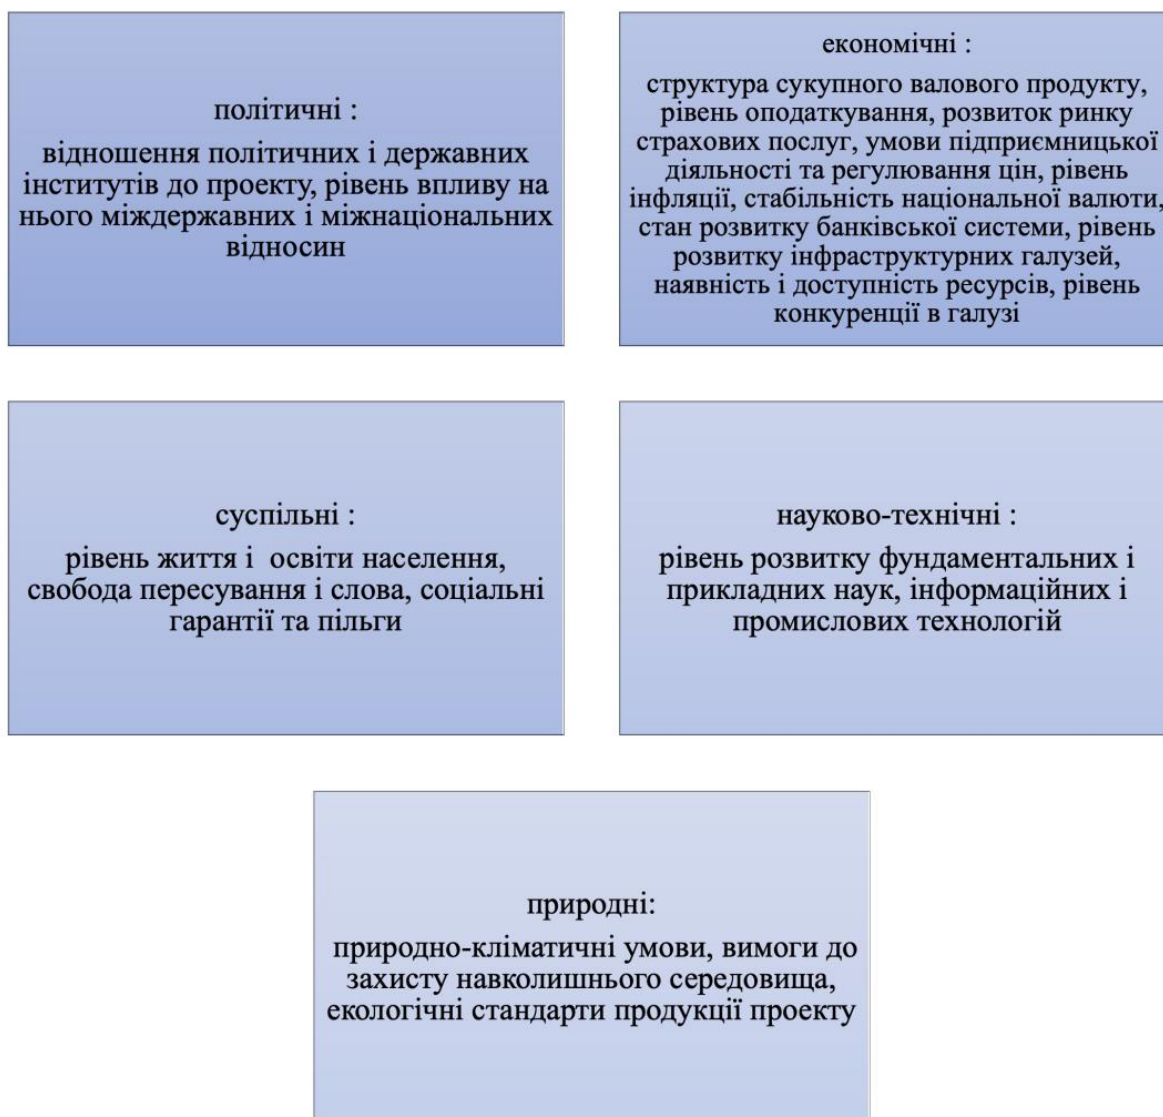 політичні :
відношення політичних і державних
інститутів до проекту, рівень впливу на
нього міждержавних і міжнаціональних
відносин
економічні :
структура сукупного валового продукту,
рівень оподаткування, розвиток ринку
страхових послуг, умови підприємницької
діяльності та регулювання цін, рівень
інфляції, стабільність національної валюти,
стан розвитку банківської системи, рівень
розвитку інфраструктурних галузей,
наявність і доступність ресурсів, рівень
конкуренції в галузі
суспільні :
рівень життя і  освіти населення,
свобода пересування і слова, соціальні
гарантії та пільги
науково-технічні :
рівень розвитку фундаментальних і
прикладних наук, інформаційних і
промислових технологій
природні:
природно-кліматичні умови, вимоги до
захисту навколишнього середовища,
екологічні стандарти продукції проекту